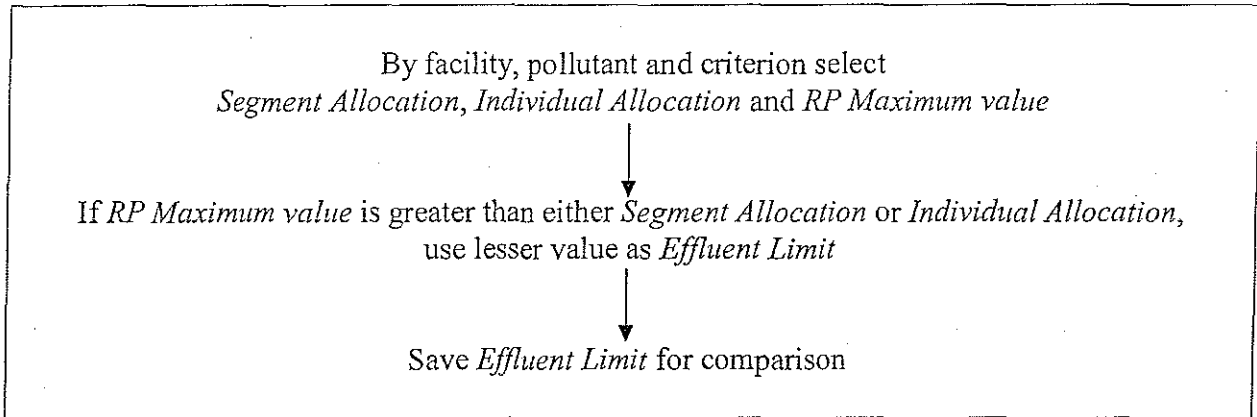 By facility, pollutant and criterion select
Segment Allocation, Individual Allocation and RP Maximum value
If RP Maximum value is greater than either Segment Allocation or Individual Allocation,
use lesser value as Effluent Limit
Save Effluent Limit for comparison